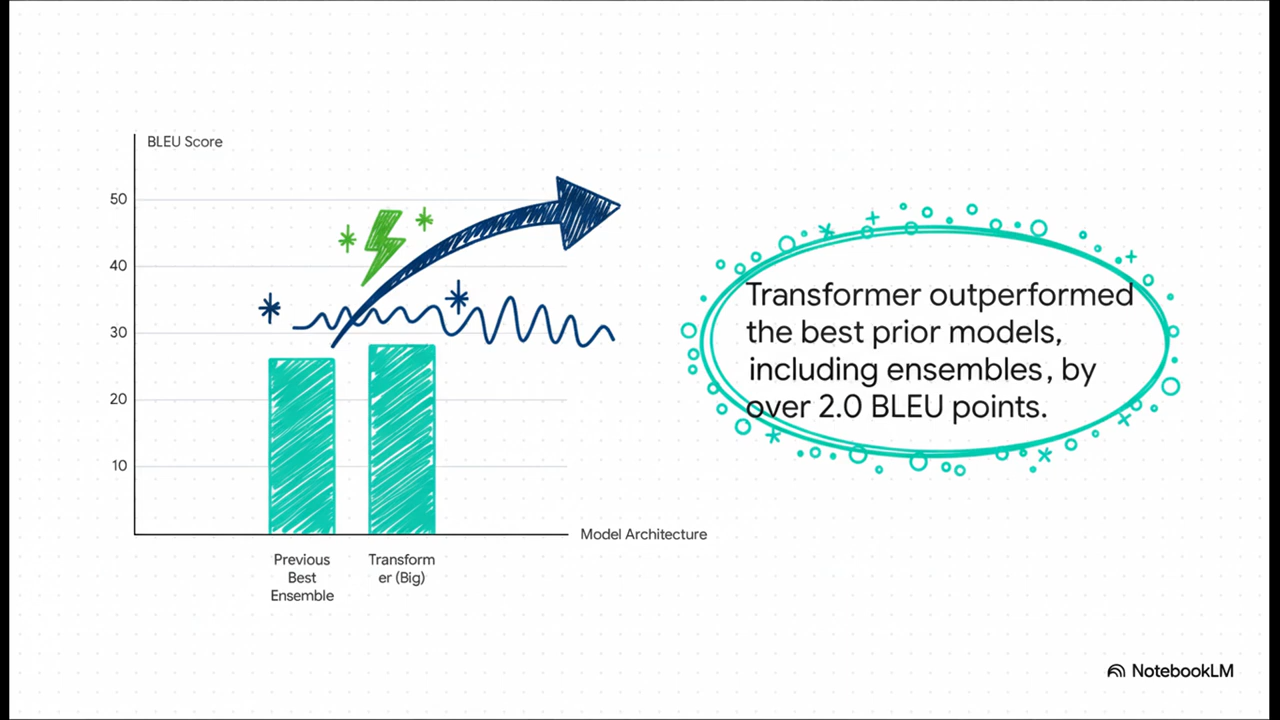 BLEU Score
50
40
30
20
10
Model Architecture
Previous
Best
Ensemble
Transform
er (Big)
Transformer outperformed
the best prior models,
including ensembles, by
over 2.0 BLEU points.
NotebookLM